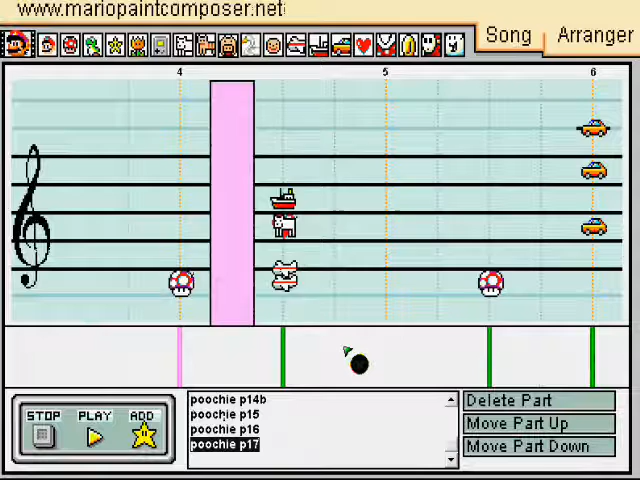 www.mariopaintcomposer.net
Song Arranger
4 5 6
poochie p14b
poochie p15
poochie p16
poochie p17
STOP PLAY ADD
Delete Part
Move Part Up
Move Part Down